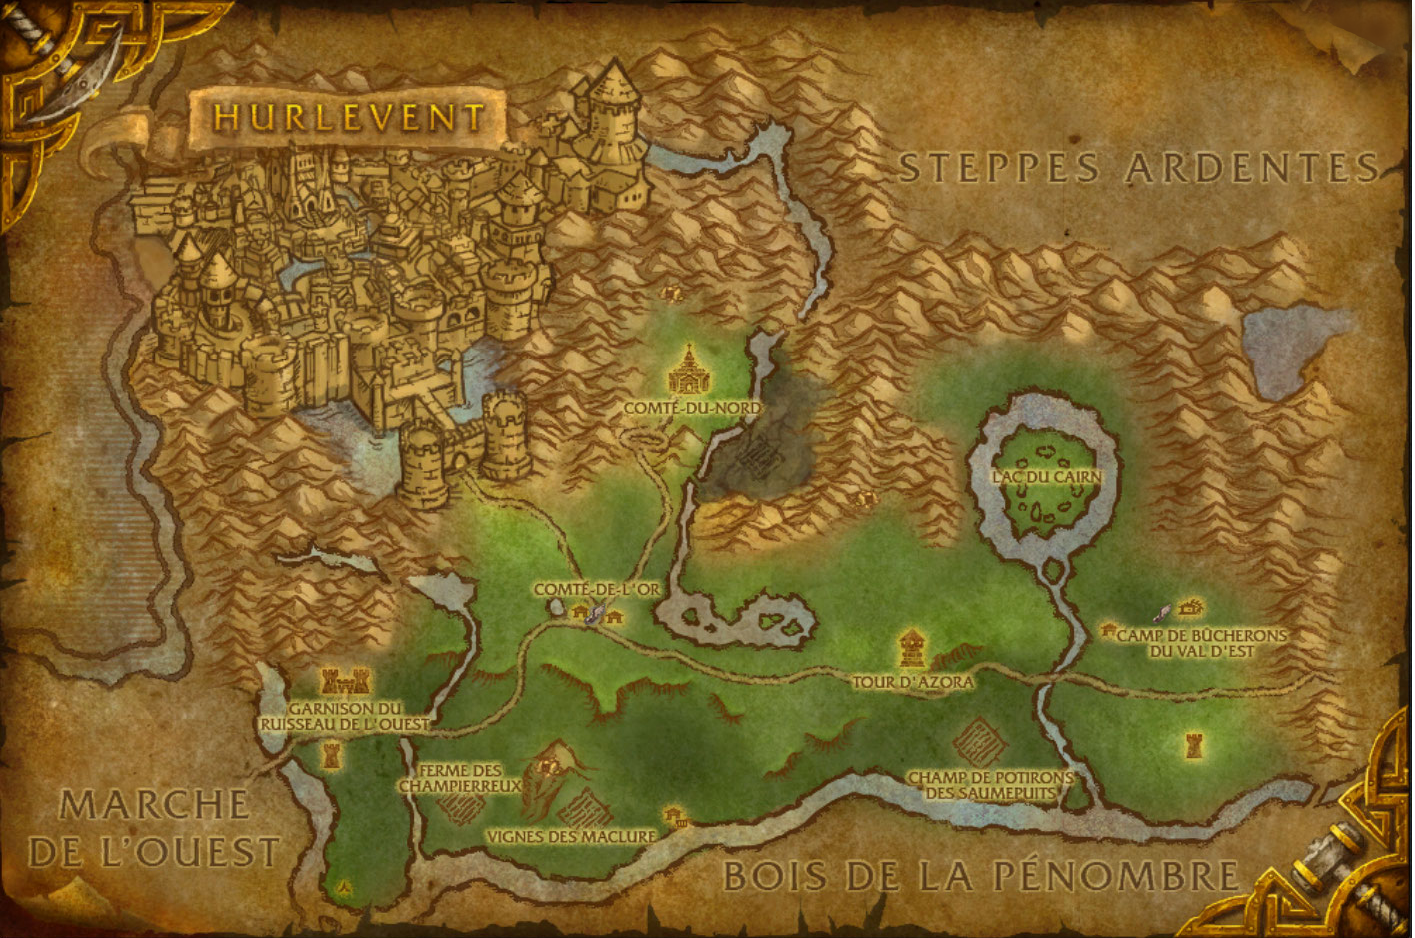 HURLEVENT
STEPPES ARDENTES
COMTÉ-DU-NORD
LAC DU CAIRN
COMTÉ-DE-L'OR
CAMP DE BÛCHERONS
DU VAL D'EST
TOUR D'AZORA
GARNISON DU
RUISSEAU DE L'OUEST
FERME DES
CHAMPIERREUX
CHAMP DE POTIRONS
DES SAUMEPUITS
VIGNES DES MACLURE
MARCHE
DE L'OUEST
BOIS DE LA PÉNOMBRE